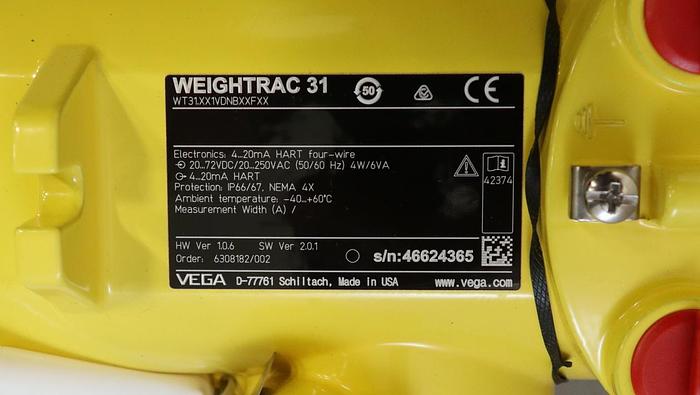 WEIGHTRAC 31
50
CE
WT31.XX1VDNBXXFXX
Electronics: 4...20mA HART four-wire
20...72VDC/20...250VAC (50/60 Hz) 4W/6VA
4...20mA HART
Protection: IP66/67, NEMA 4X
Ambient temperature: -40...+60°C
Measurement Width (A) /
42374
HW Ver 1.0.6 SW Ver 2.0.1
Order: 6308182/002
s/n:46624365
VEGA D-77761 Schiltach, Made in USA www.vega.com